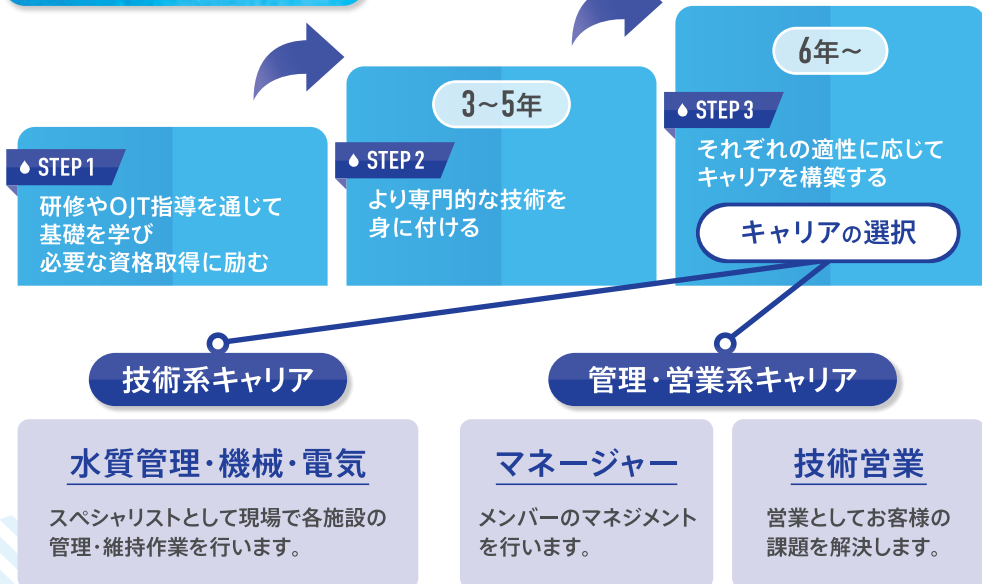 STEP 1
研修やOJT指導を通じて
基礎を学び
必要な資格取得に励む
3~5年
STEP 2
より専門的な技術を
身に付ける
6年~
STEP 3
それぞれの適性に応じて
キャリアを構築する
キャリアの選択
技術系キャリア
水質管理・機械・電気
スペシャリストとして現場で各施設の
管理・維持作業を行います。
管理・営業系キャリア
マネージャー
メンバーのマネジメント
を行います。
技術営業
営業としてお客様の
課題を解決します。